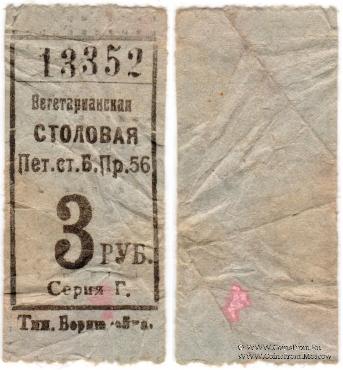 13352
Вегетарианская
СТОЛОВАЯ
Пет.ст.Б.Пр.56
3 РУБ.
Серия Г.
Тип.